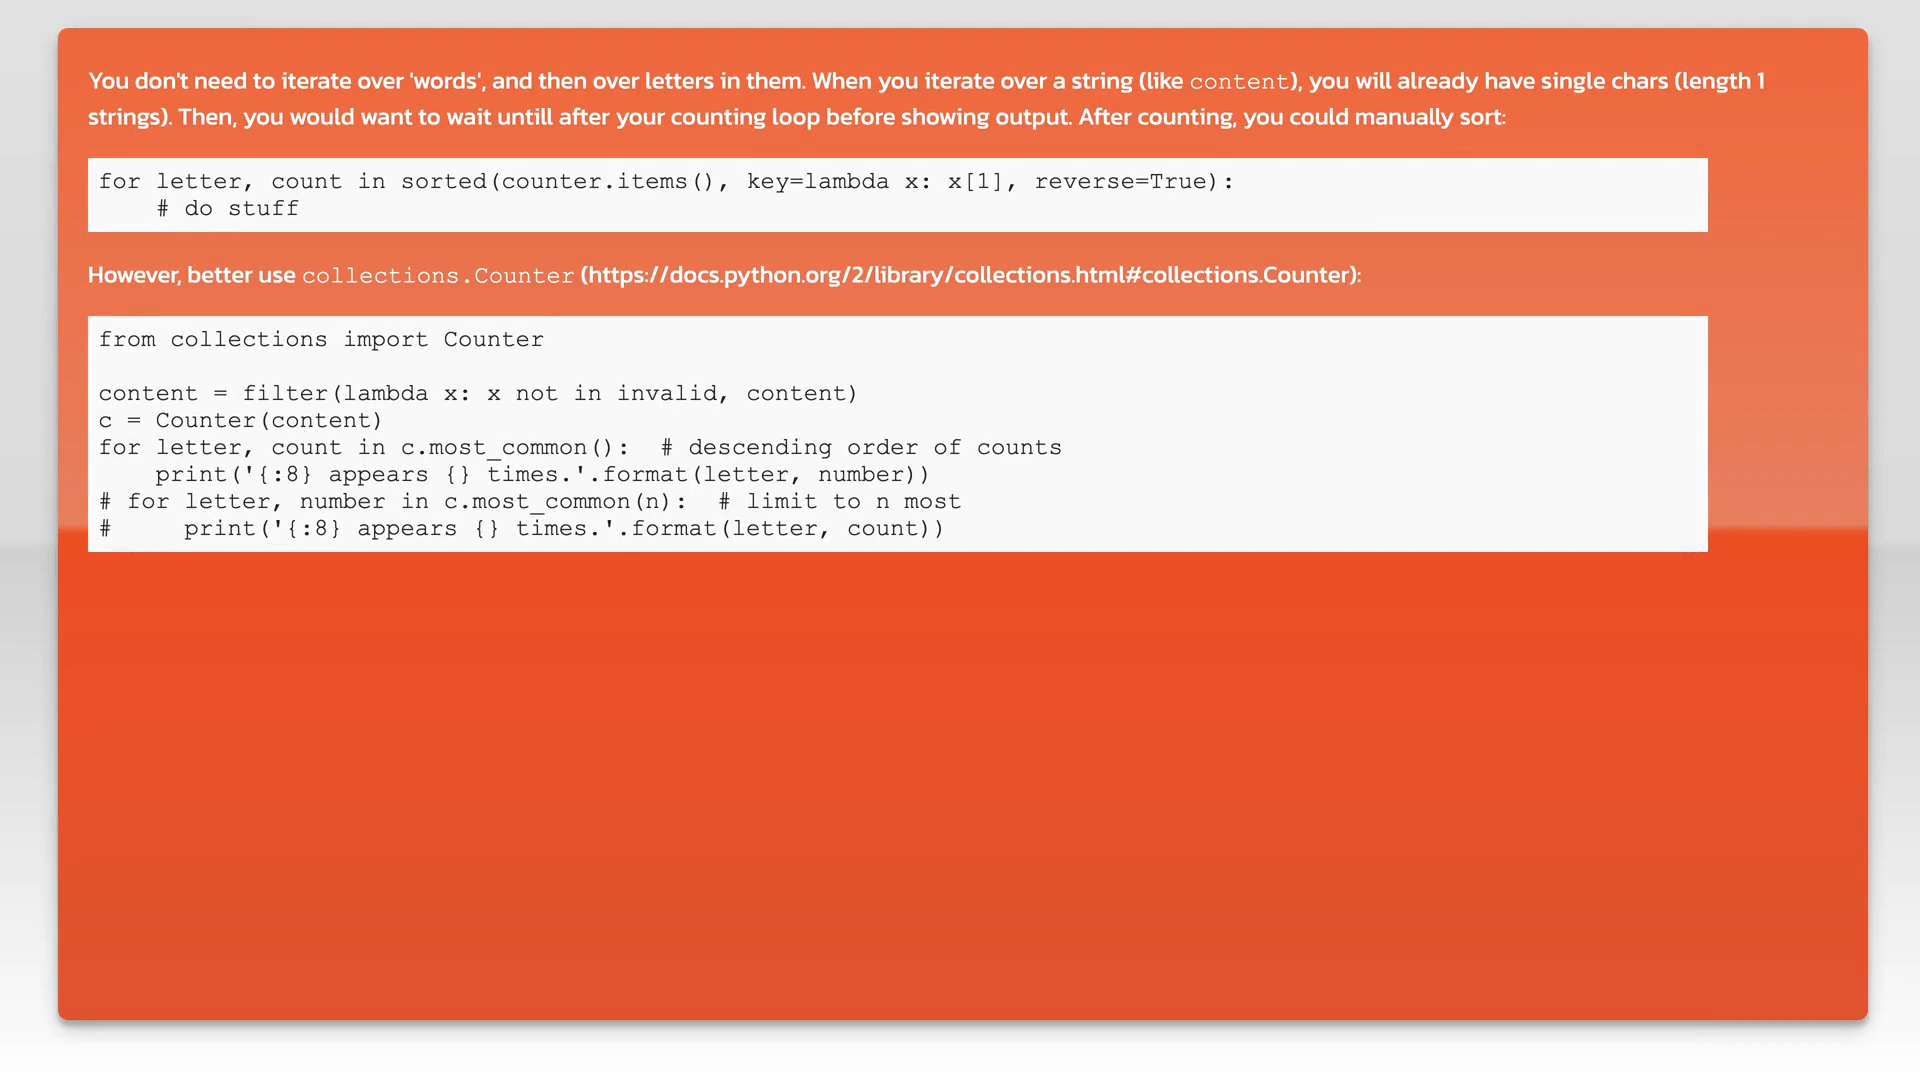 You don't need to iterate over 'words', and then over letters in them. When you iterate over a string (like content), you will already have single chars (length 1
strings). Then, you would want to wait untill after your counting loop before showing output. After counting, you could manually sort:
for letter, count in sorted(counter.items(), key=lambda x: x[1], reverse=True):
    # do stuff
However, better use collections.Counter (https://docs.python.org/2/library/collections.html#collections.Counter):
from collections import Counter
content = filter(lambda x: x not in invalid, content)
c = Counter(content)
for letter, count in c.most_common():  # descending order of counts
    print('{:8} appears {} times.'.format(letter, number))
# for letter, number in c.most_common(n):  # limit to n most
#     print('{:8} appears {} times.'.format(letter, count))